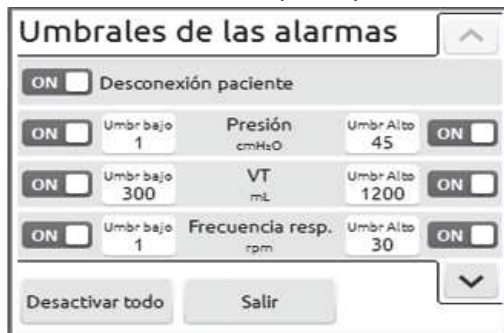 Umbrales de las alarmas
ON Desconexión paciente
ON Umbr bajo 1 Presión cmH₂O Umbr Alto 45 ON
ON Umbr bajo 300 VT mL Umbr Alto 1200 ON
ON Umbr bajo 1 Frecuencia resp. rpm Umbr Alto 30 ON
Desactivar todo Salir